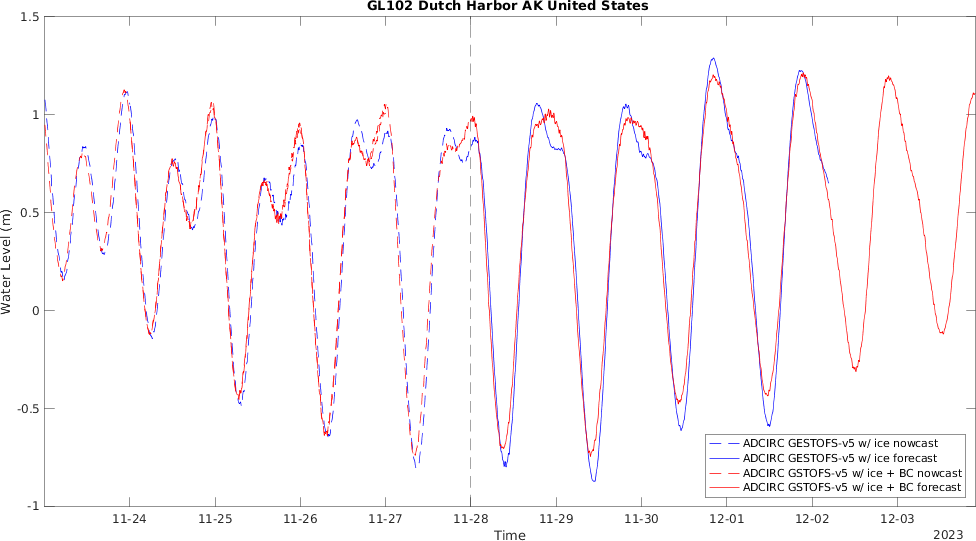 GL102 Dutch Harbor AK United States
1.5
1
0.5
0
-0.5
-1
Water Level (m)
ADCIRC GESTOFS-v5 w/ ice nowcast
ADCIRC GESTOFS-v5 w/ ice forecast
ADCIRC GSTOFS-v5 w/ ice + BC nowcast
ADCIRC GSTOFS-v5 w/ ice + BC forecast
11-24 11-25 11-26 11-27 11-28 11-29 11-30 12-01 12-02 12-03
Time
2023